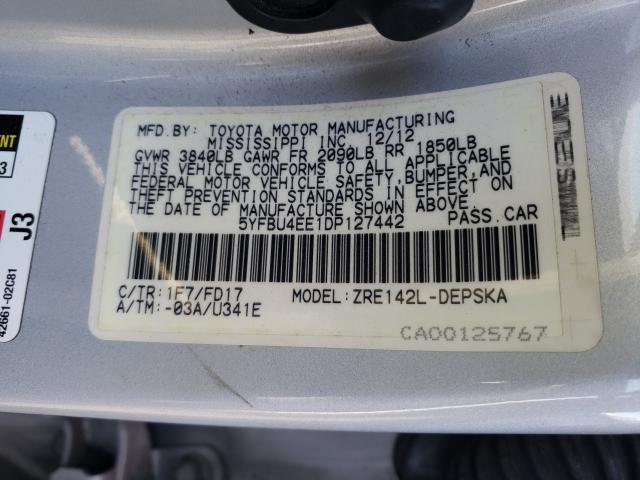 MFD.BY: TOYOTA MOTOR MANUFACTURING
MISSISSIPPI INC. 12/12
GVWR 3840LB GAWR FR 2090LB RR 1850LB
THIS VEHICLE CONFORMS TO ALL APPLICABLE
FEDERAL MOTOR VEHICLE SAFETY, BUMPER, AND
THEFT PREVENTION STANDARDS IN EFFECT ON
THE DATE OF MANUFACTURE SHOWN ABOVE.
5YFBU4EE1DP127442 PASS.CAR
C/TR:1F7/FD17 MODEL:ZRE142L-DEPSKA
A/TM:-03A/U341E
CA00125767
J3
42661-02C81